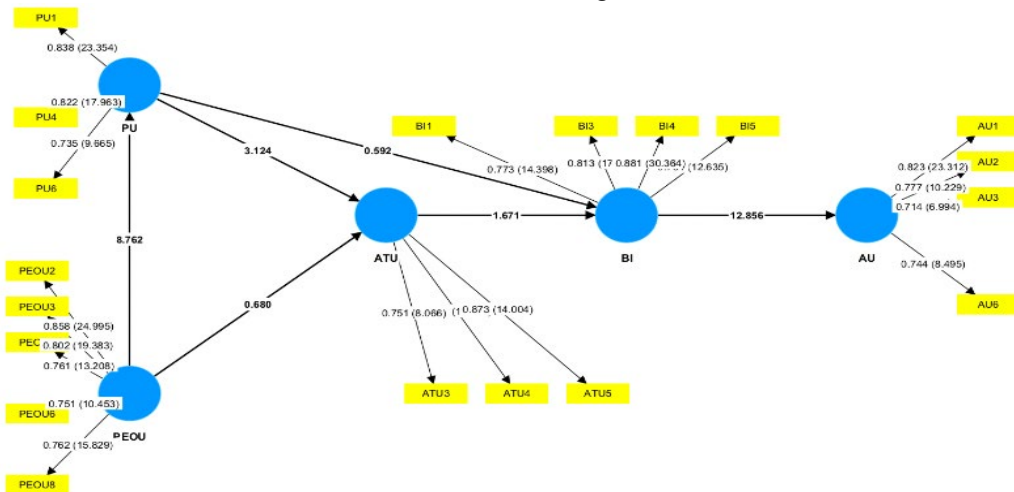 PU1
0.838 (23.354)
0.822 (17.963)
PU4
PU
0.735 (9.665)
PU6
BI1
BI3
BI4
BI5
0.773 (14.398)
0.813 (17
0.881 (30.364)
(12.635)
AU1
0.823 (23.312)
AU2
0.777 (10.229)
AU3
0.714 (6.994)
3.124
0.592
8.762
ATU
1.671
BI
12.856
AU
0.744 (8.495)
AU6
PEOU2
PEOU3
0.858 (24.995)
0.802 (19.383)
0.761 (13.208)
0.680
0.751 (8.066)
0.873 (14.004)
ATU3
ATU4
ATU5
0.751 (10.453)
PEOU6
PEOU
0.762 (15.829)
PEOU8